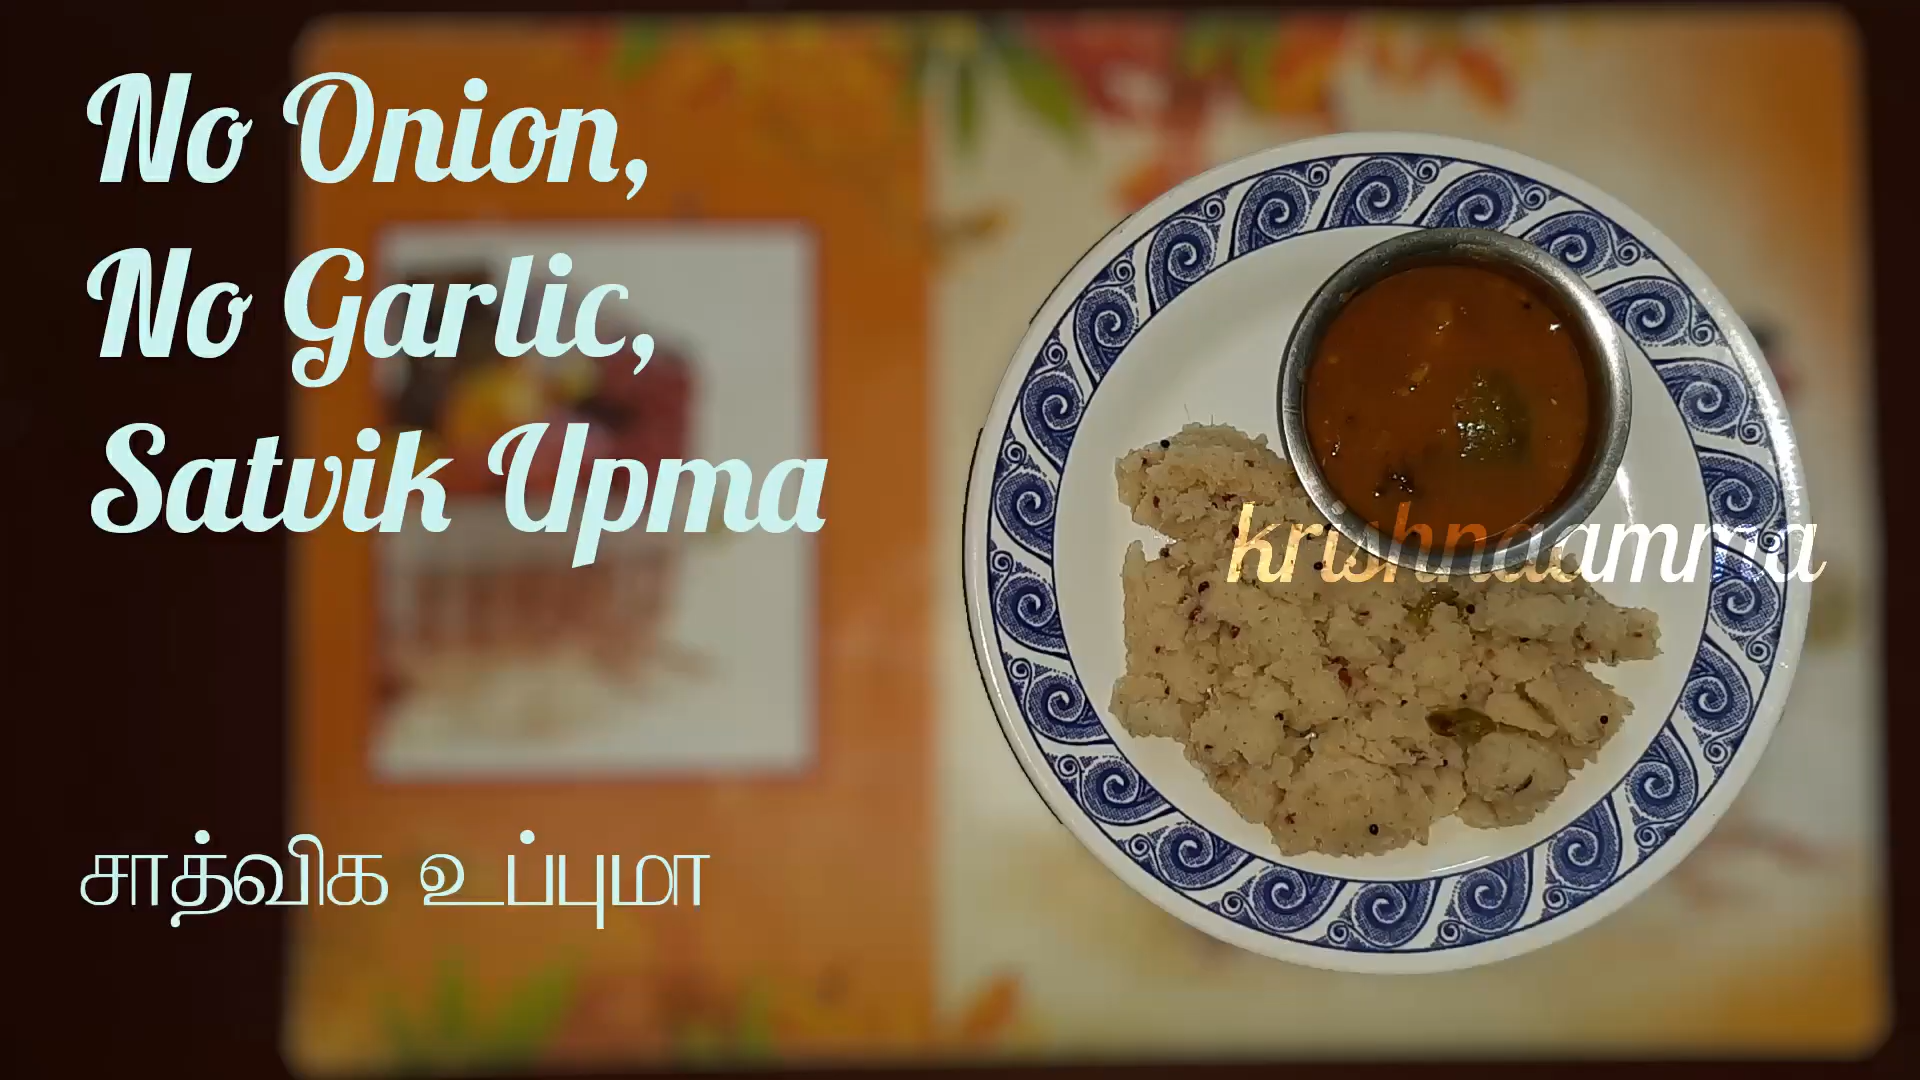 No Onion,
No Garlic,
Satvik Upma
krishnaamma
சாத்விக உப்புமா